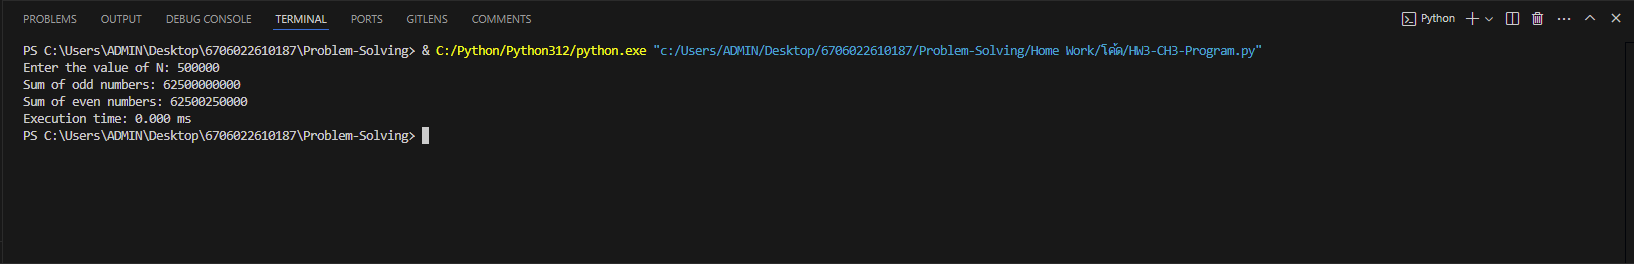 PROBLEMS OUTPUT DEBUG CONSOLE TERMINAL PORTS GITLENS COMMENTS Python
PS C:\Users\ADMIN\Desktop\6706022610187\Problem-Solving> & C:/Python/Python312/python.exe "c:/Users/ADMIN/Desktop/6706022610187/Problem-Solving/Home Work/โค้ด/HW3-CH3-Program.py"
Enter the value of N: 500000
Sum of odd numbers: 62500000000
Sum of even numbers: 62500250000
Execution time: 0.000 ms
PS C:\Users\ADMIN\Desktop\6706022610187\Problem-Solving>